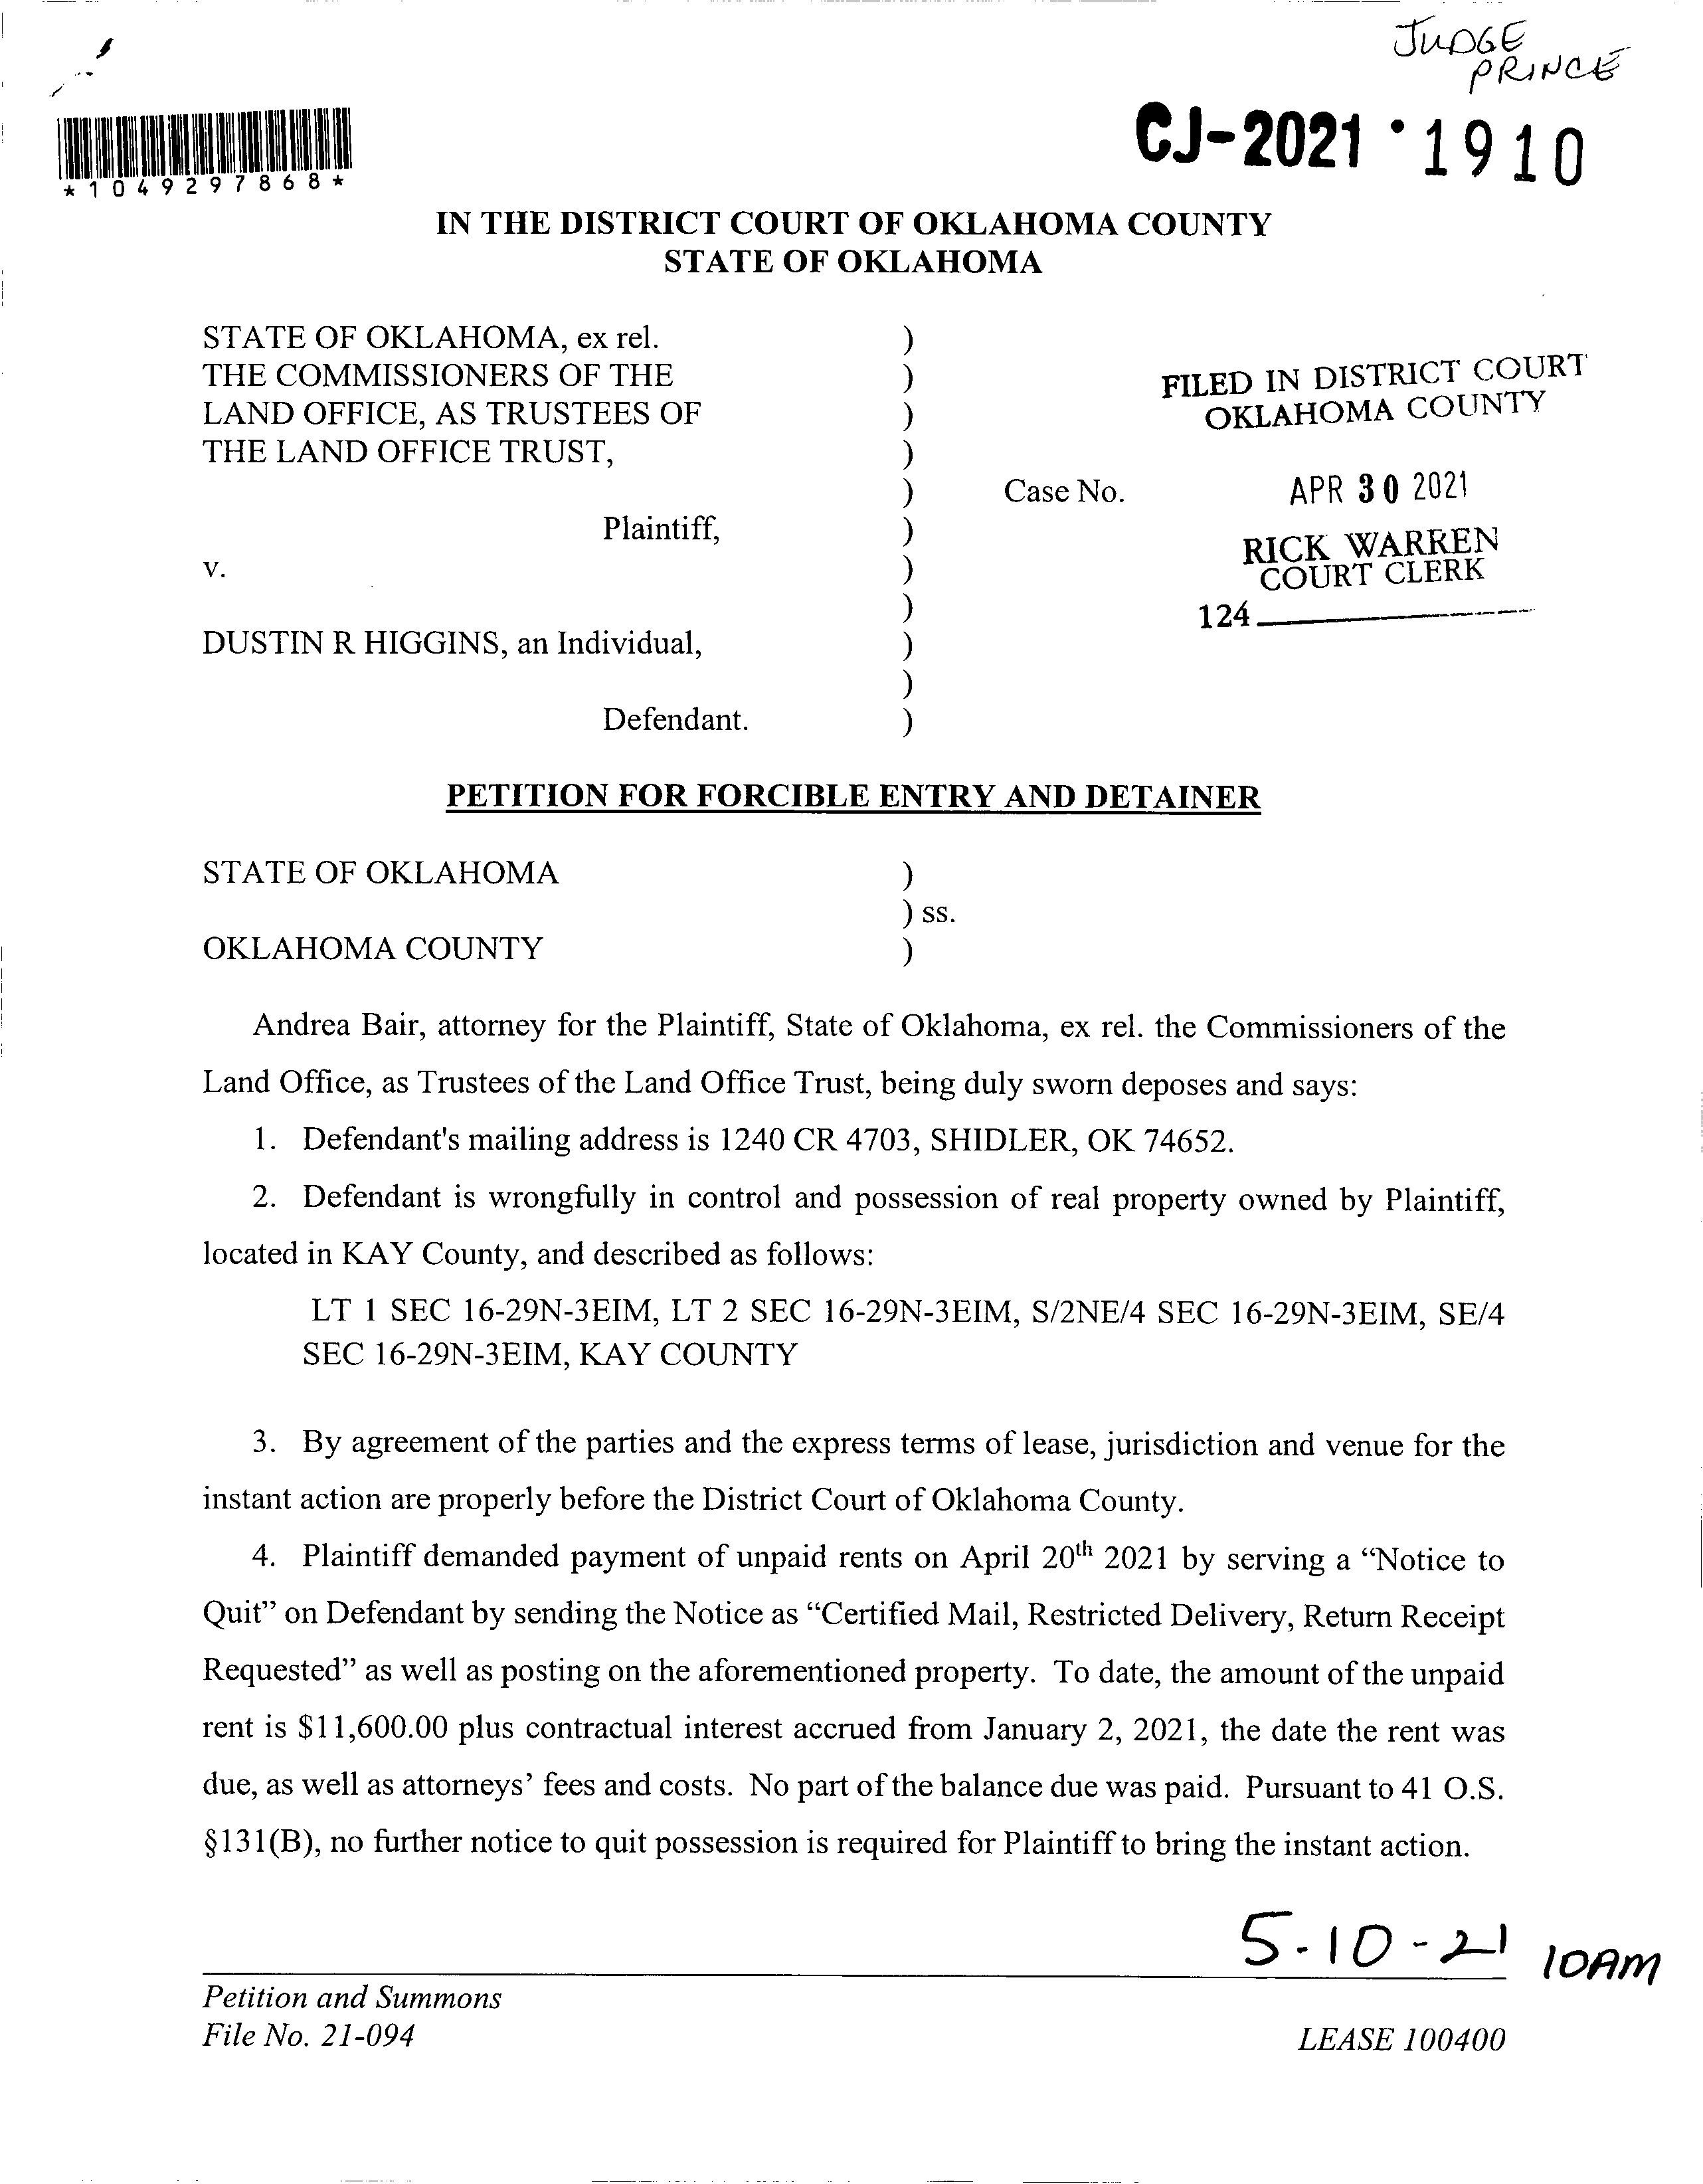 JUDGE
PRINCE
CJ-2021 • 1910
*1049297868*
IN THE DISTRICT COURT OF OKLAHOMA COUNTY
STATE OF OKLAHOMA
STATE OF OKLAHOMA, ex rel. )
THE COMMISSIONERS OF THE )
LAND OFFICE, AS TRUSTEES OF )
THE LAND OFFICE TRUST, )
) Case No.
Plaintiff, )
v. )
)
DUSTIN R HIGGINS, an Individual, )
)
Defendant. )
FILED IN DISTRICT COURT
OKLAHOMA COUNTY
APR 30 2021
RICK WARREN
COURT CLERK
124
PETITION FOR FORCIBLE ENTRY AND DETAINER
STATE OF OKLAHOMA )
) ss.
OKLAHOMA COUNTY )
Andrea Bair, attorney for the Plaintiff, State of Oklahoma, ex rel. the Commissioners of the
Land Office, as Trustees of the Land Office Trust, being duly sworn deposes and says:
1. Defendant's mailing address is 1240 CR 4703, SHIDLER, OK 74652.
2. Defendant is wrongfully in control and possession of real property owned by Plaintiff,
located in KAY County, and described as follows:
LT 1 SEC 16-29N-3EIM, LT 2 SEC 16-29N-3EIM, S/2NE/4 SEC 16-29N-3EIM, SE/4
SEC 16-29N-3EIM, KAY COUNTY
3. By agreement of the parties and the express terms of lease, jurisdiction and venue for the
instant action are properly before the District Court of Oklahoma County.
4. Plaintiff demanded payment of unpaid rents on April 20th 2021 by serving a “Notice to
Quit” on Defendant by sending the Notice as “Certified Mail, Restricted Delivery, Return Receipt
Requested” as well as posting on the aforementioned property. To date, the amount of the unpaid
rent is $11,600.00 plus contractual interest accrued from January 2, 2021, the date the rent was
due, as well as attorneys’ fees and costs. No part of the balance due was paid. Pursuant to 41 O.S.
§131(B), no further notice to quit possession is required for Plaintiff to bring the instant action.
5-10-21 10AM
Petition and Summons
File No. 21-094
LEASE 100400